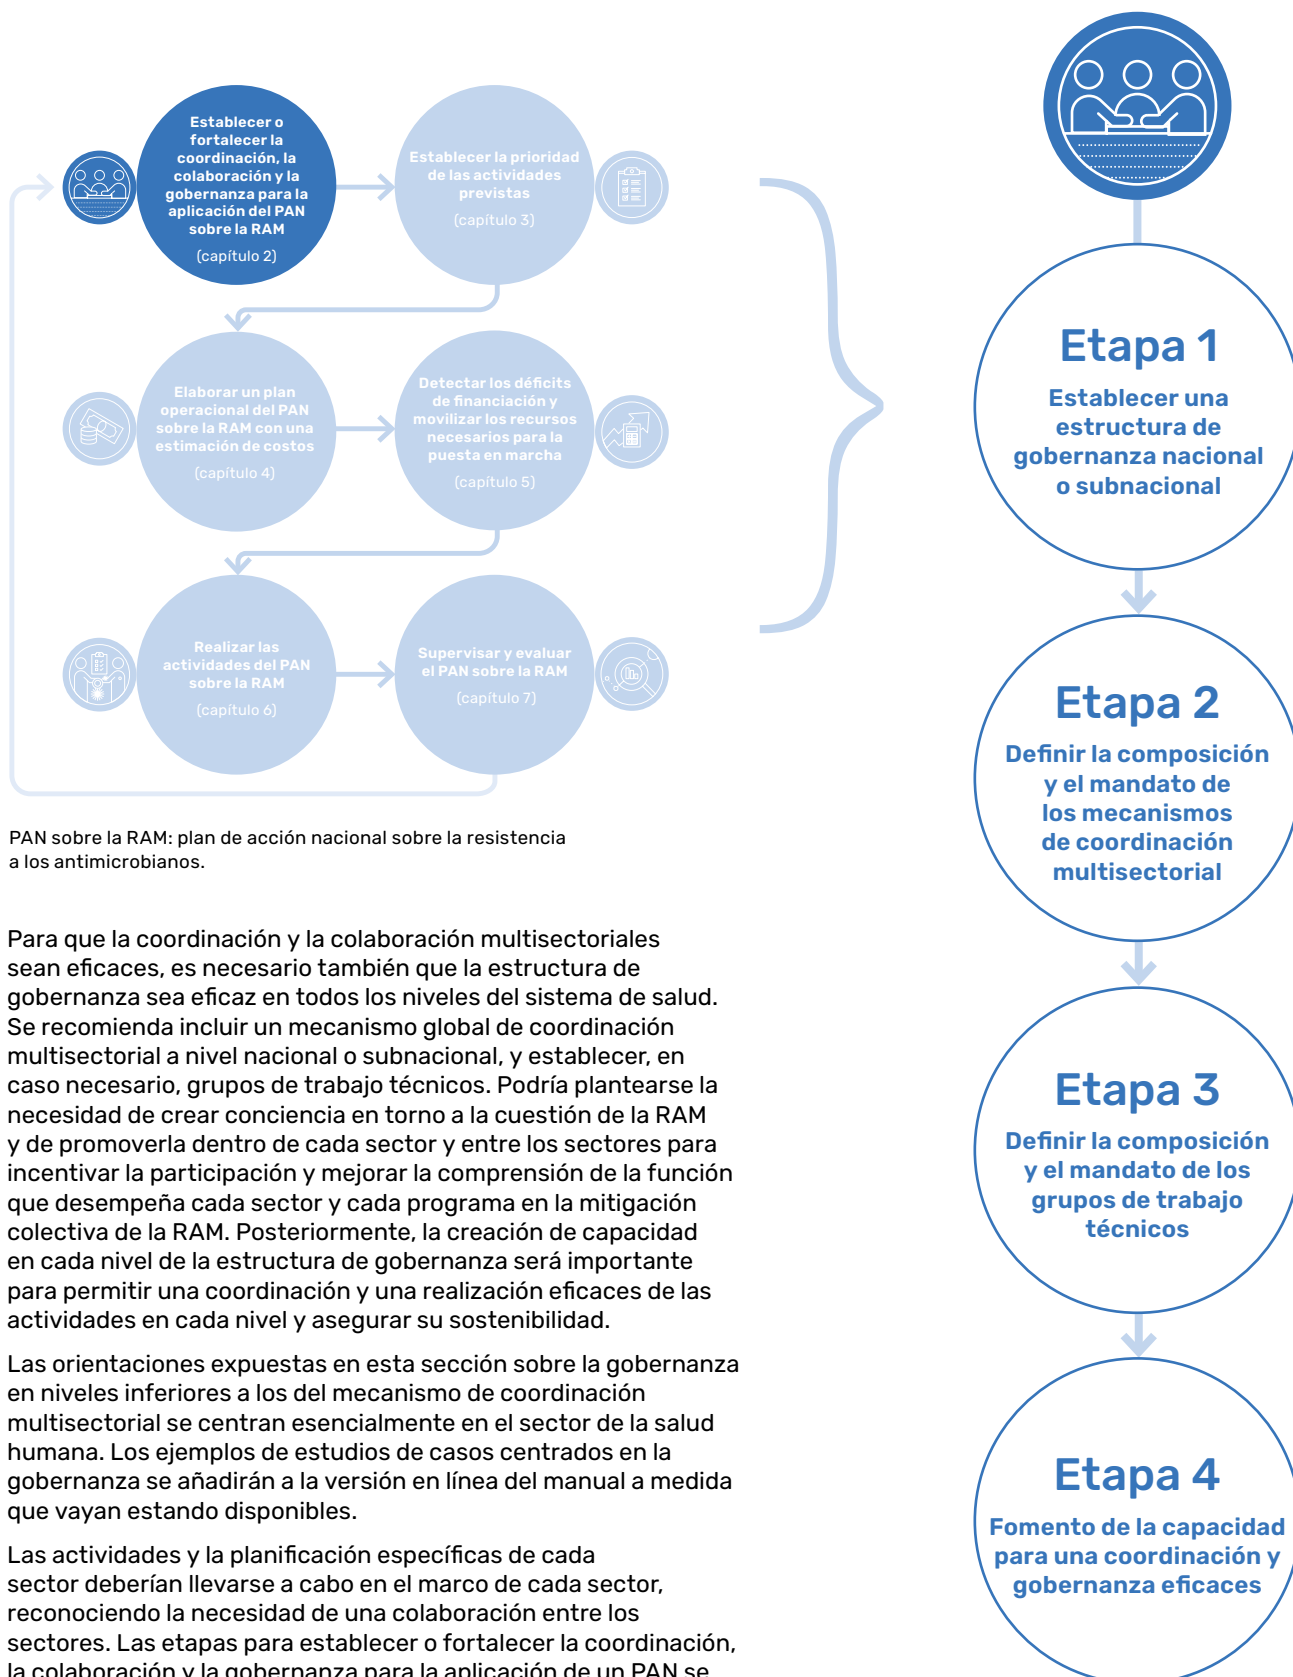 Establecer o
fortalecer la
coordinación, la
colaboración y la
gobernanza para la
aplicación del PAN
sobre la RAM
(capítulo 2)
Establecer la prioridad
de las actividades
previstas
(capítulo 3)
Elaborar un plan
operacional del PAN
sobre la RAM con una
estimación de costos
(capítulo 4)
Detectar los déficits
de financiación y
movilizar los recursos
necesarios para la
puesta en marcha
(capítulo 5)
Realizar las
actividades del PAN
sobre la RAM
(capítulo 6)
Supervisar y evaluar
el PAN sobre la RAM
(capítulo 7)
PAN sobre la RAM: plan de acción nacional sobre la resistencia
a los antimicrobianos.
Para que la coordinación y la colaboración multisectoriales
sean eficaces, es necesario también que la estructura de
gobernanza sea eficaz en todos los niveles del sistema de salud.
Se recomienda incluir un mecanismo global de coordinación
multisectorial a nivel nacional o subnacional, y establecer, en
caso necesario, grupos de trabajo técnicos. Podría plantearse la
necesidad de crear conciencia en torno a la cuestión de la RAM
y de promoverla dentro de cada sector y entre los sectores para
incentivar la participación y mejorar la comprensión de la función
que desempeña cada sector y cada programa en la mitigación
colectiva de la RAM. Posteriormente, la creación de capacidad
en cada nivel de la estructura de gobernanza será importante
para permitir una coordinación y una realización eficaces de las
actividades en cada nivel y asegurar su sostenibilidad.
Las orientaciones expuestas en esta sección sobre la gobernanza
en niveles inferiores a los del mecanismo de coordinación
multisectorial se centran esencialmente en el sector de la salud
humana. Los ejemplos de estudios de casos centrados en la
gobernanza se añadirán a la versión en línea del manual a medida
que vayan estando disponibles.
Las actividades y la planificación específicas de cada
sector deberían llevarse a cabo en el marco de cada sector,
reconociendo la necesidad de una colaboración entre los
sectores. Las etapas para establecer o fortalecer la coordinación,
la colaboración y la gobernanza para la aplicación de un PAN se
Etapa 1
Establecer una
estructura de
gobernanza nacional
o subnacional
Etapa 2
Definir la composición
y el mandato de
los mecanismos
de coordinación
multisectorial
Etapa 3
Definir la composición
y el mandato de los
grupos de trabajo
técnicos
Etapa 4
Fomento de la capacidad
para una coordinación y
gobernanza eficaces